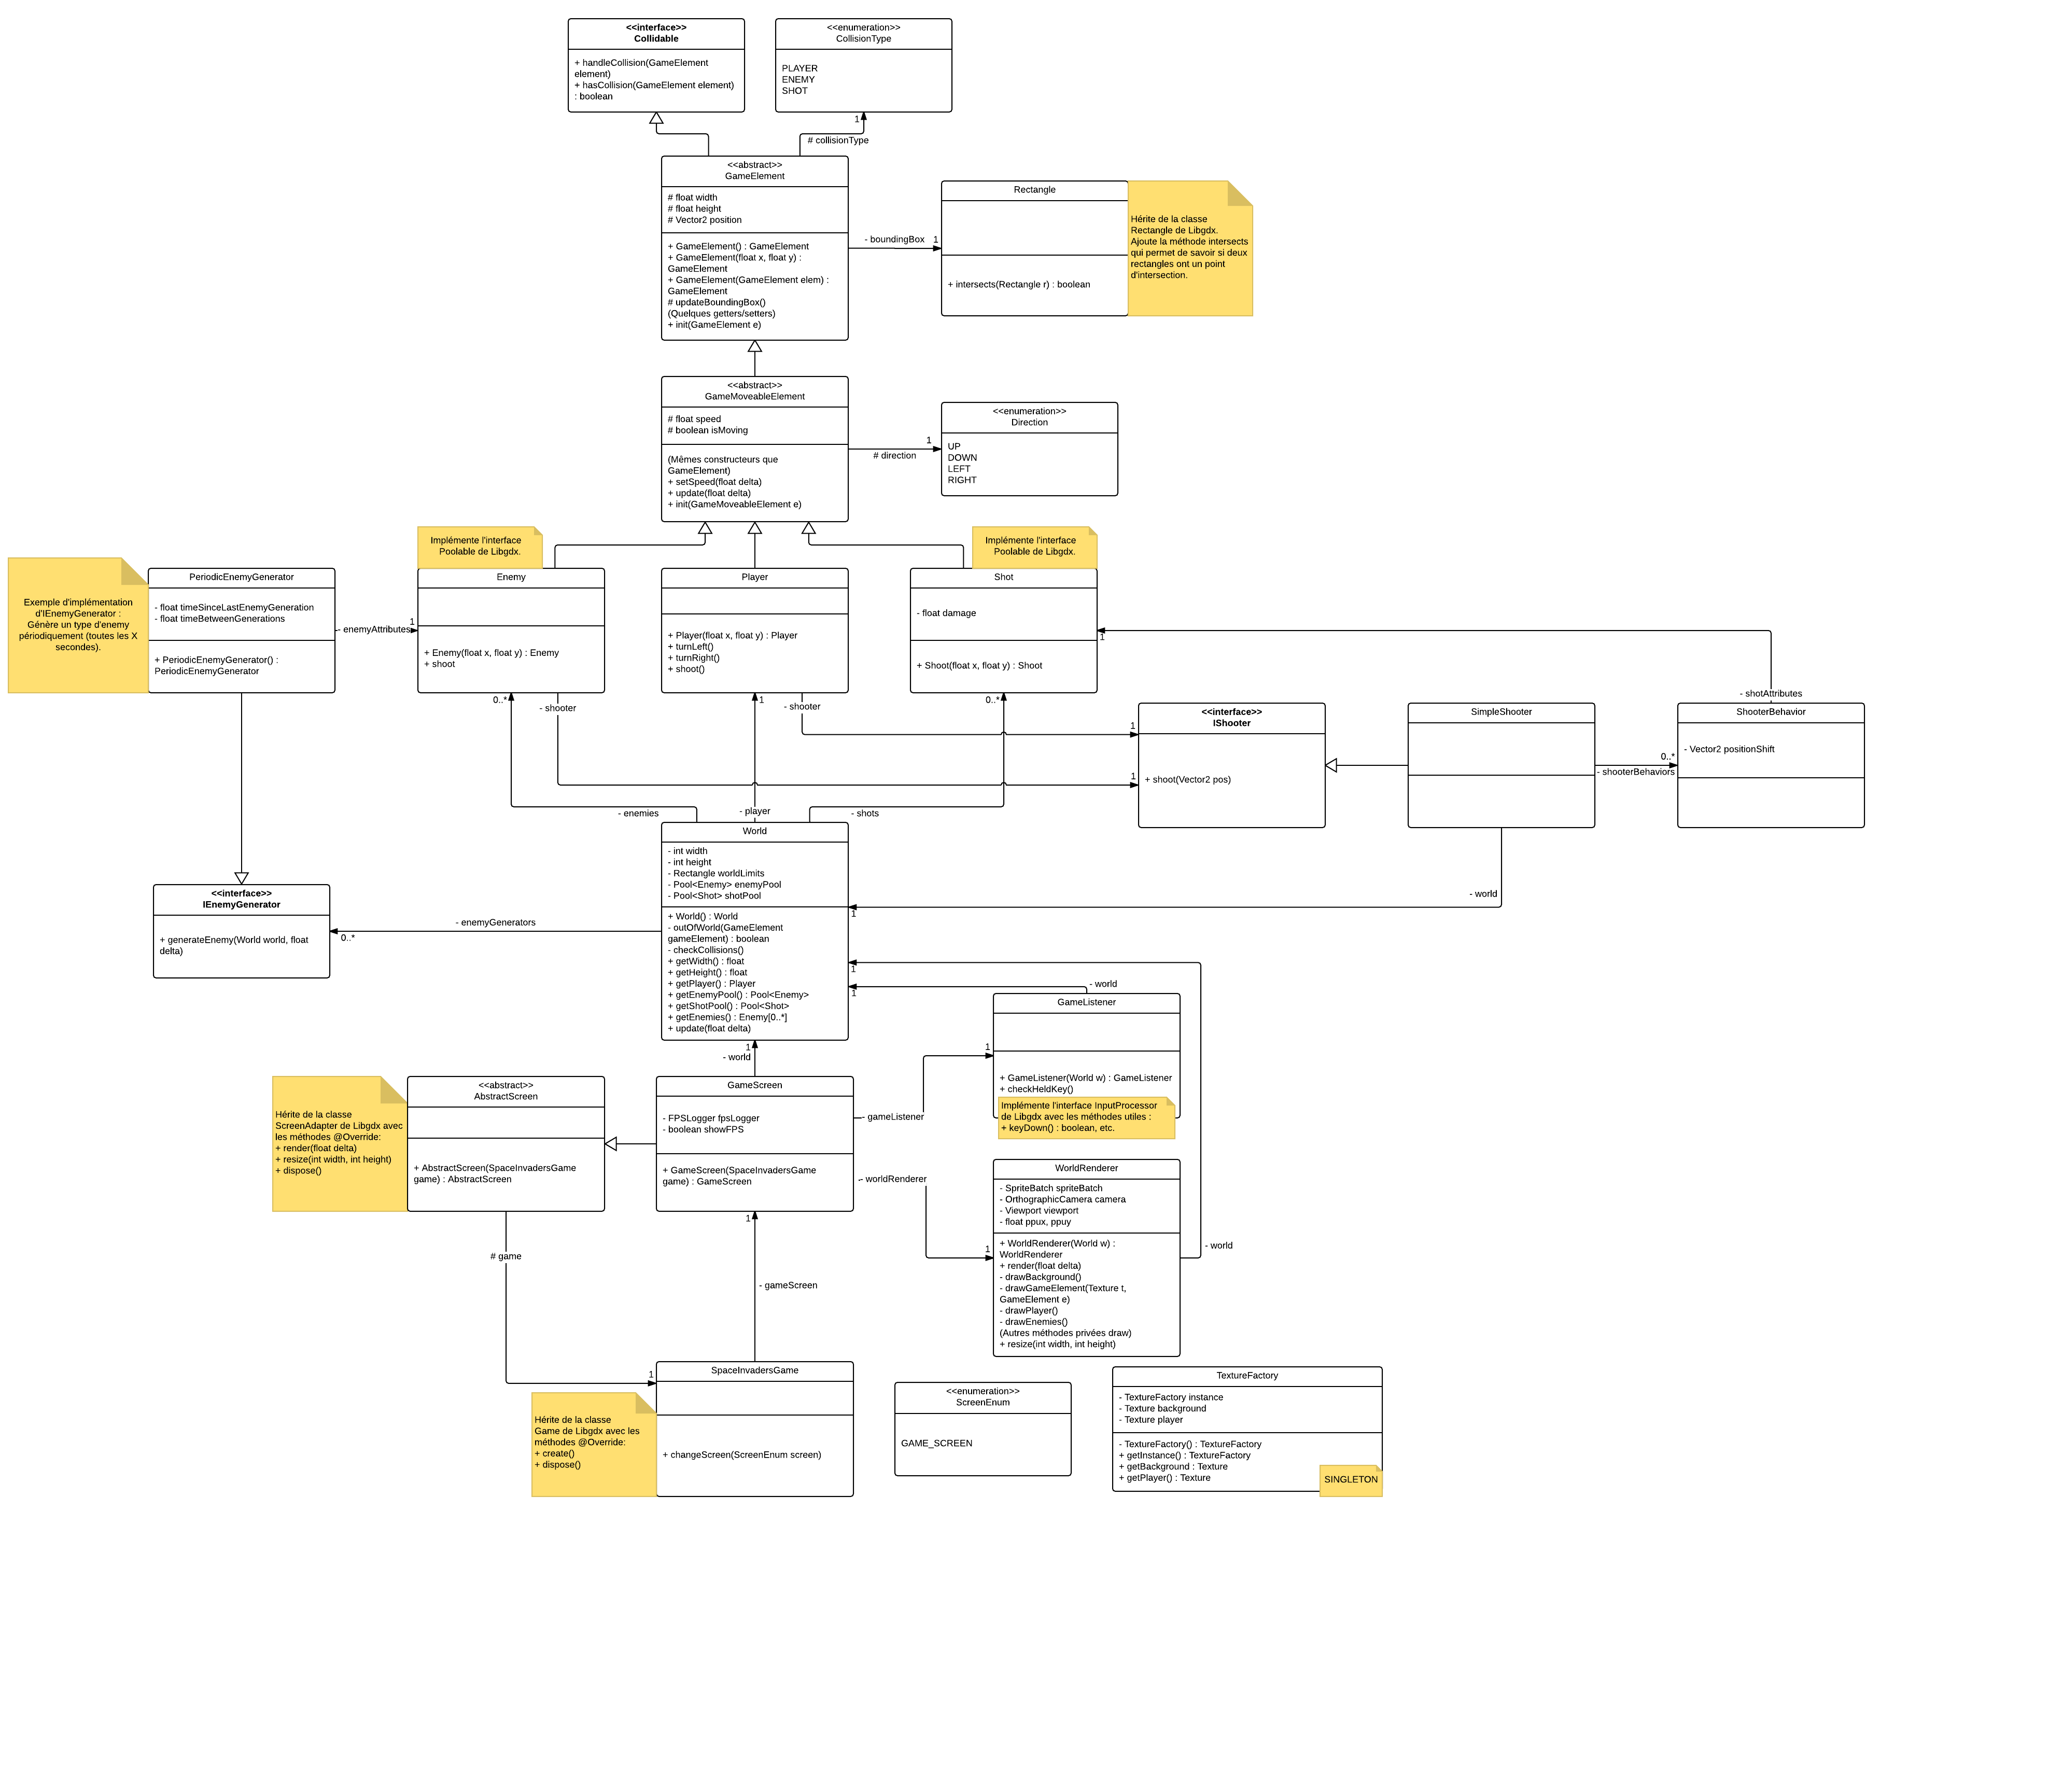 <<interface>>
Collidable
+ handleCollision(GameElement
element)
+ hasCollision(GameElement element)
: boolean
<<enumeration>>
CollisionType
PLAYER
ENEMY
SHOT
1
# collisionType
<<abstract>>
GameElement
# float width
# float height
# Vector2 position
+ GameElement() : GameElement
+ GameElement(float x, float y) :
GameElement
+ GameElement(GameElement elem) :
GameElement
# updateBoundingBox()
(Quelques getters/setters)
+ init(GameElement e)
- boundingBox
1
Rectangle
+ intersects(Rectangle r) : boolean
Hérite de la classe
Rectangle de Libgdx.
Ajoute la méthode intersects
qui permet de savoir si deux
rectangles ont un point
d'intersection.
<<abstract>>
GameMoveableElement
# float speed
# boolean isMoving
(Mêmes constructeurs que
GameElement)
+ setSpeed(float delta)
+ update(float delta)
+ init(GameMoveableElement e)
1
# direction
<<enumeration>>
Direction
UP
DOWN
LEFT
RIGHT
Exemple d'implémentation
d'IEnemyGenerator :
Génère un type d'enemy
périodiquement (toutes les X
secondes).
PeriodicEnemyGenerator
- float timeSinceLastEnemyGeneration
- float timeBetweenGenerations
+ PeriodicEnemyGenerator() :
PeriodicEnemyGenerator
- enemyAttributes
1
Implémente l'interface
Poolable de Libgdx.
Enemy
+ Enemy(float x, float y) : Enemy
+ shoot
Player
+ Player(float x, float y) : Player
+ turnLeft()
+ turnRight()
+ shoot()
Implémente l'interface
Poolable de Libgdx.
Shot
- float damage
+ Shoot(float x, float y) : Shoot
1
0..*
- shooter
1
- shooter
0..*
1
1
<<interface>>
IShooter
+ shoot(Vector2 pos)
SimpleShooter
0..*
- shooterBehaviors
- shotAttributes
ShooterBehavior
- Vector2 positionShift
- enemies
- player
- shots
World
- int width
- int height
- Rectangle worldLimits
- Pool<Enemy> enemyPool
- Pool<Shot> shotPool
+ World() : World
- outOfWorld(GameElement
gameElement) : boolean
- checkCollisions()
+ getWidth() : float
+ getHeight() : float
+ getPlayer() : Player
+ getEnemyPool() : Pool<Enemy>
+ getShotPool() : Pool<Shot>
+ getEnemies() : Enemy[0..*]
+ update(float delta)
- world
1
<<interface>>
IEnemyGenerator
+ generateEnemy(World world, float
delta)
- enemyGenerators
0..*
1
1
- world
GameListener
+ GameListener(World w) : GameListener
+ checkHeldKey()
Implémente l'interface InputProcessor
de Libgdx avec les méthodes utiles :
+ keyDown() : boolean, etc.
1
- world
1
Hérite de la classe
ScreenAdapter de Libgdx avec
les méthodes @Override:
+ render(float delta)
+ resize(int width, int height)
+ dispose()
<<abstract>>
AbstractScreen
+ AbstractScreen(SpaceInvadersGame
game) : AbstractScreen
GameScreen
- FPSLogger fpsLogger
- boolean showFPS
+ GameScreen(SpaceInvadersGame
game) : GameScreen
- gameListener
- worldRenderer
1
WorldRenderer
- SpriteBatch spriteBatch
- OrthographicCamera camera
- Viewport viewport
- float ppux, ppuy
+ WorldRenderer(World w) :
WorldRenderer
+ render(float delta)
- drawBackground()
- drawGameElement(Texture t,
GameElement e)
- drawPlayer()
- drawEnemies()
(Autres méthodes privées draw)
+ resize(int width, int height)
- world
1
# game
- gameScreen
1
SpaceInvadersGame
+ changeScreen(ScreenEnum screen)
Hérite de la classe
Game de Libgdx avec les
méthodes @Override:
+ create()
+ dispose()
<<enumeration>>
ScreenEnum
GAME_SCREEN
TextureFactory
- TextureFactory instance
- Texture background
- Texture player
- TextureFactory() : TextureFactory
+ getInstance() : TextureFactory
+ getBackground : Texture
+ getPlayer() : Texture
SINGLETON